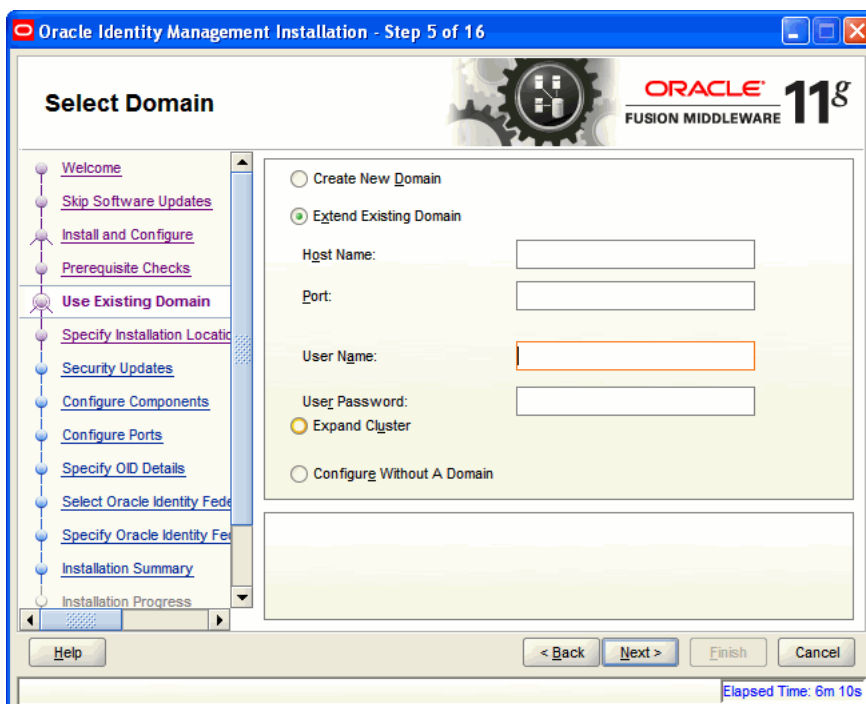 Oracle Identity Management Installation - Step 5 of 16
Select Domain
ORACLE®
FUSION MIDDLEWARE
11g
Welcome
Skip Software Updates
Install and Configure
Prerequisite Checks
Use Existing Domain
Specify Installation Locatio
Security Updates
Configure Components
Configure Ports
Specify OID Details
Select Oracle Identity Fede
Specify Oracle Identity Fe
Installation Summary
Installation Progress
Create New Domain
Extend Existing Domain
Host Name:
Port:
User Name:
User Password:
Expand Cluster
Configure Without A Domain
Help
< Back
Next >
Finish
Cancel
Elapsed Time: 6m 10s